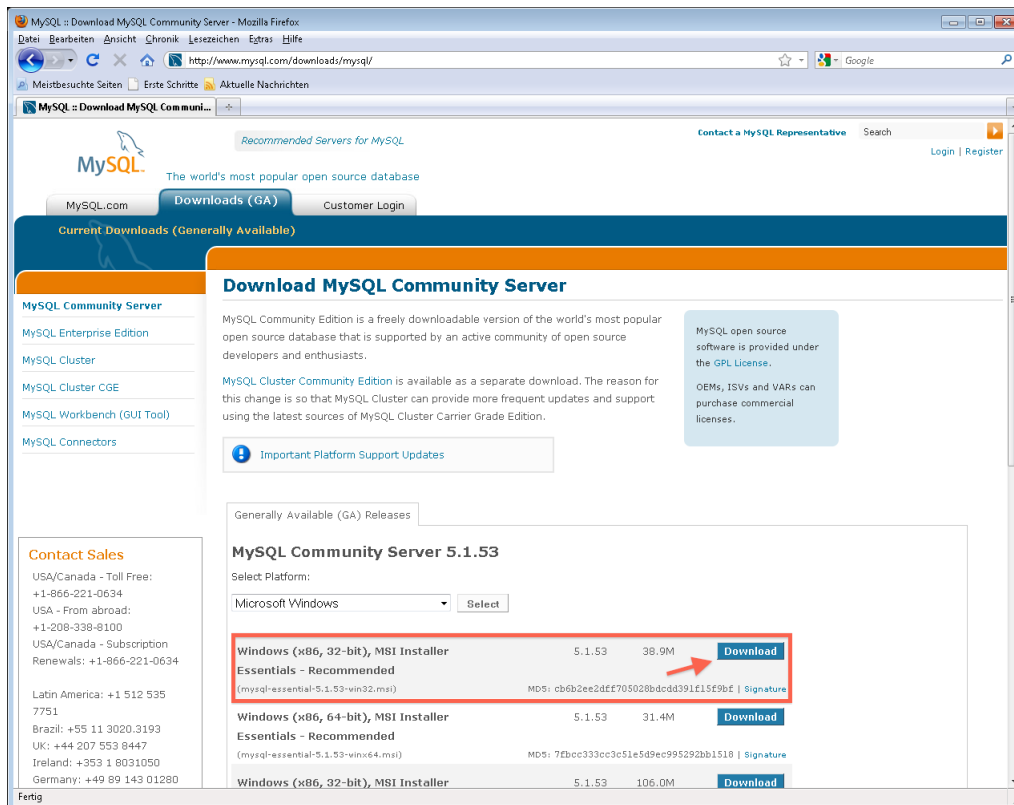 MySQL :: Download MySQL Community Server - Mozilla Firefox
Datei Bearbeiten Ansicht Chronik Lesezeichen Extras Hilfe
http://www.mysql.com/downloads/mysql/
Google
Meistbesuchte Seiten Erste Schritte Aktuelle Nachrichten
MySQL :: Download MySQL Communi...
MySQL
Recommended Servers for MySQL
The world's most popular open source database
Contact a MySQL Representative Search
Login | Register
MySQL.com Downloads (GA) Customer Login
Current Downloads (Generally Available)
MySQL Community Server
MySQL Enterprise Edition
MySQL Cluster
MySQL Cluster CGE
MySQL Workbench (GUI Tool)
MySQL Connectors
Download MySQL Community Server
MySQL Community Edition is a freely downloadable version of the world's most popular
open source database that is supported by an active community of open source
developers and enthusiasts.
MySQL Cluster Community Edition is available as a separate download. The reason for
this change is so that MySQL Cluster can provide more frequent updates and support
using the latest sources of MySQL Cluster Carrier Grade Edition.
MySQL open source
software is provided under
the GPL License.
OEMs, ISVs and VARs can
purchase commercial
licenses.
Important Platform Support Updates
Generally Available (GA) Releases
MySQL Community Server 5.1.53
Select Platform:
Microsoft Windows Select
Windows (x86, 32-bit), MSI Installer 5.1.53 38.9M Download
Essentials - Recommended
(mysql-essential-5.1.53-win32.msi) MD5: cb6b2ee2dff705028bdcdd391f15f9bf | Signature
Windows (x86, 64-bit), MSI Installer 5.1.53 31.4M Download
Essentials - Recommended
(mysql-essential-5.1.53-winx64.msi) MD5: 7fbcc333cc3c51e5d9ec995292bb1518 | Signature
Windows (x86, 32-bit), MSI Installer 5.1.53 106.0M Download
Contact Sales
USA/Canada - Toll Free:
+1-866-221-0634
USA - From abroad:
+1-208-338-8100
USA/Canada - Subscription
Renewals: +1-866-221-0634
Latin America: +1 512 535
7751
Brazil: +55 11 3020.3193
UK: +44 207 553 8447
Ireland: +353 1 8031050
Germany: +49 89 143 01280
Fertig